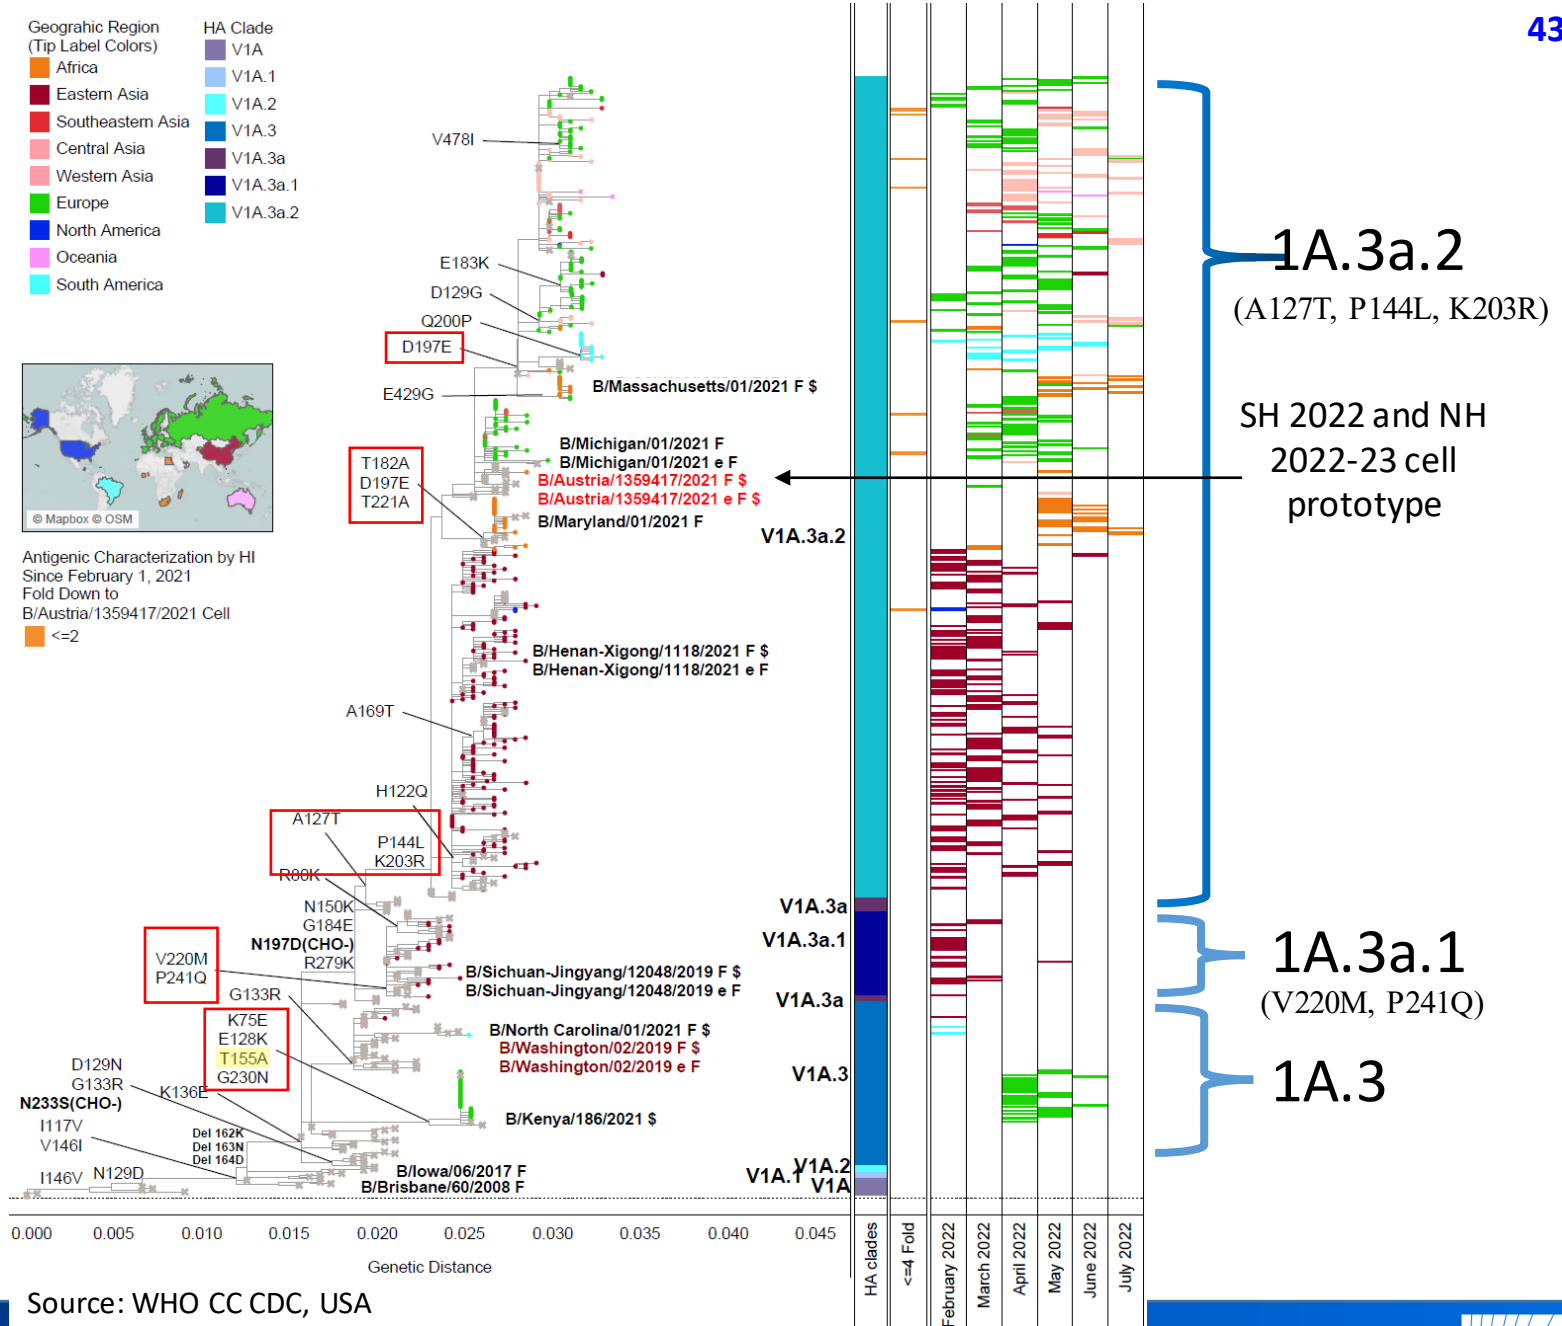 43
Geograhic Region
(Tip Label Colors)
Africa
Eastern Asia
Southeastern Asia
Central Asia
Western Asia
Europe
North America
Oceania
South America
HA Clade
V1A
V1A.1
V1A.2
V1A.3
V1A.3a
V1A.3a.1
V1A.3a.2
© Mapbox © OSM
Antigenic Characterization by HI
Since February 1, 2021
Fold Down to
B/Austria/1359417/2021 Cell
<=2
V478I
E183K
D129G
Q200P
D197E
E429G
B/Massachusetts/01/2021 F $
T182A
D197E
T221A
B/Michigan/01/2021 F
B/Michigan/01/2021 e F
B/Austria/1359417/2021 F $
B/Austria/1359417/2021 e F $
B/Maryland/01/2021 F
V1A.3a.2
B/Henan-Xigong/1118/2021 F $
B/Henan-Xigong/1118/2021 e F
A169T
H122Q
A127T
P144L
K203R
R80K
N150K
G184E
N197D(CHO-)
R279K
V1A.3a
V1A.3a.1
V220M
P241Q
B/Sichuan-Jingyang/12048/2019 F $
B/Sichuan-Jingyang/12048/2019 e F
V1A.3a
G133R
K75E
E128K
T155A
G230N
B/North Carolina/01/2021 F $
B/Washington/02/2019 F $
B/Washington/02/2019 e F
V1A.3
D129N
G133R
N233S(CHO-)
K136E
B/Kenya/186/2021 $
I117V
V146I
Del 162K
Del 163N
Del 164D
I146V
N129D
B/Iowa/06/2017 F
B/Brisbane/60/2008 F
V1A.2
V1A.1
V1A
0.000 0.005 0.010 0.015 0.020 0.025 0.030 0.035 0.040 0.045
Genetic Distance
HA clades
<=4 Fold
February 2022
March 2022
April 2022
May 2022
June 2022
July 2022
1A.3a.2
(A127T, P144L, K203R)
SH 2022 and NH
2022-23 cell
prototype
1A.3a.1
(V220M, P241Q)
1A.3
Source: WHO CC CDC, USA